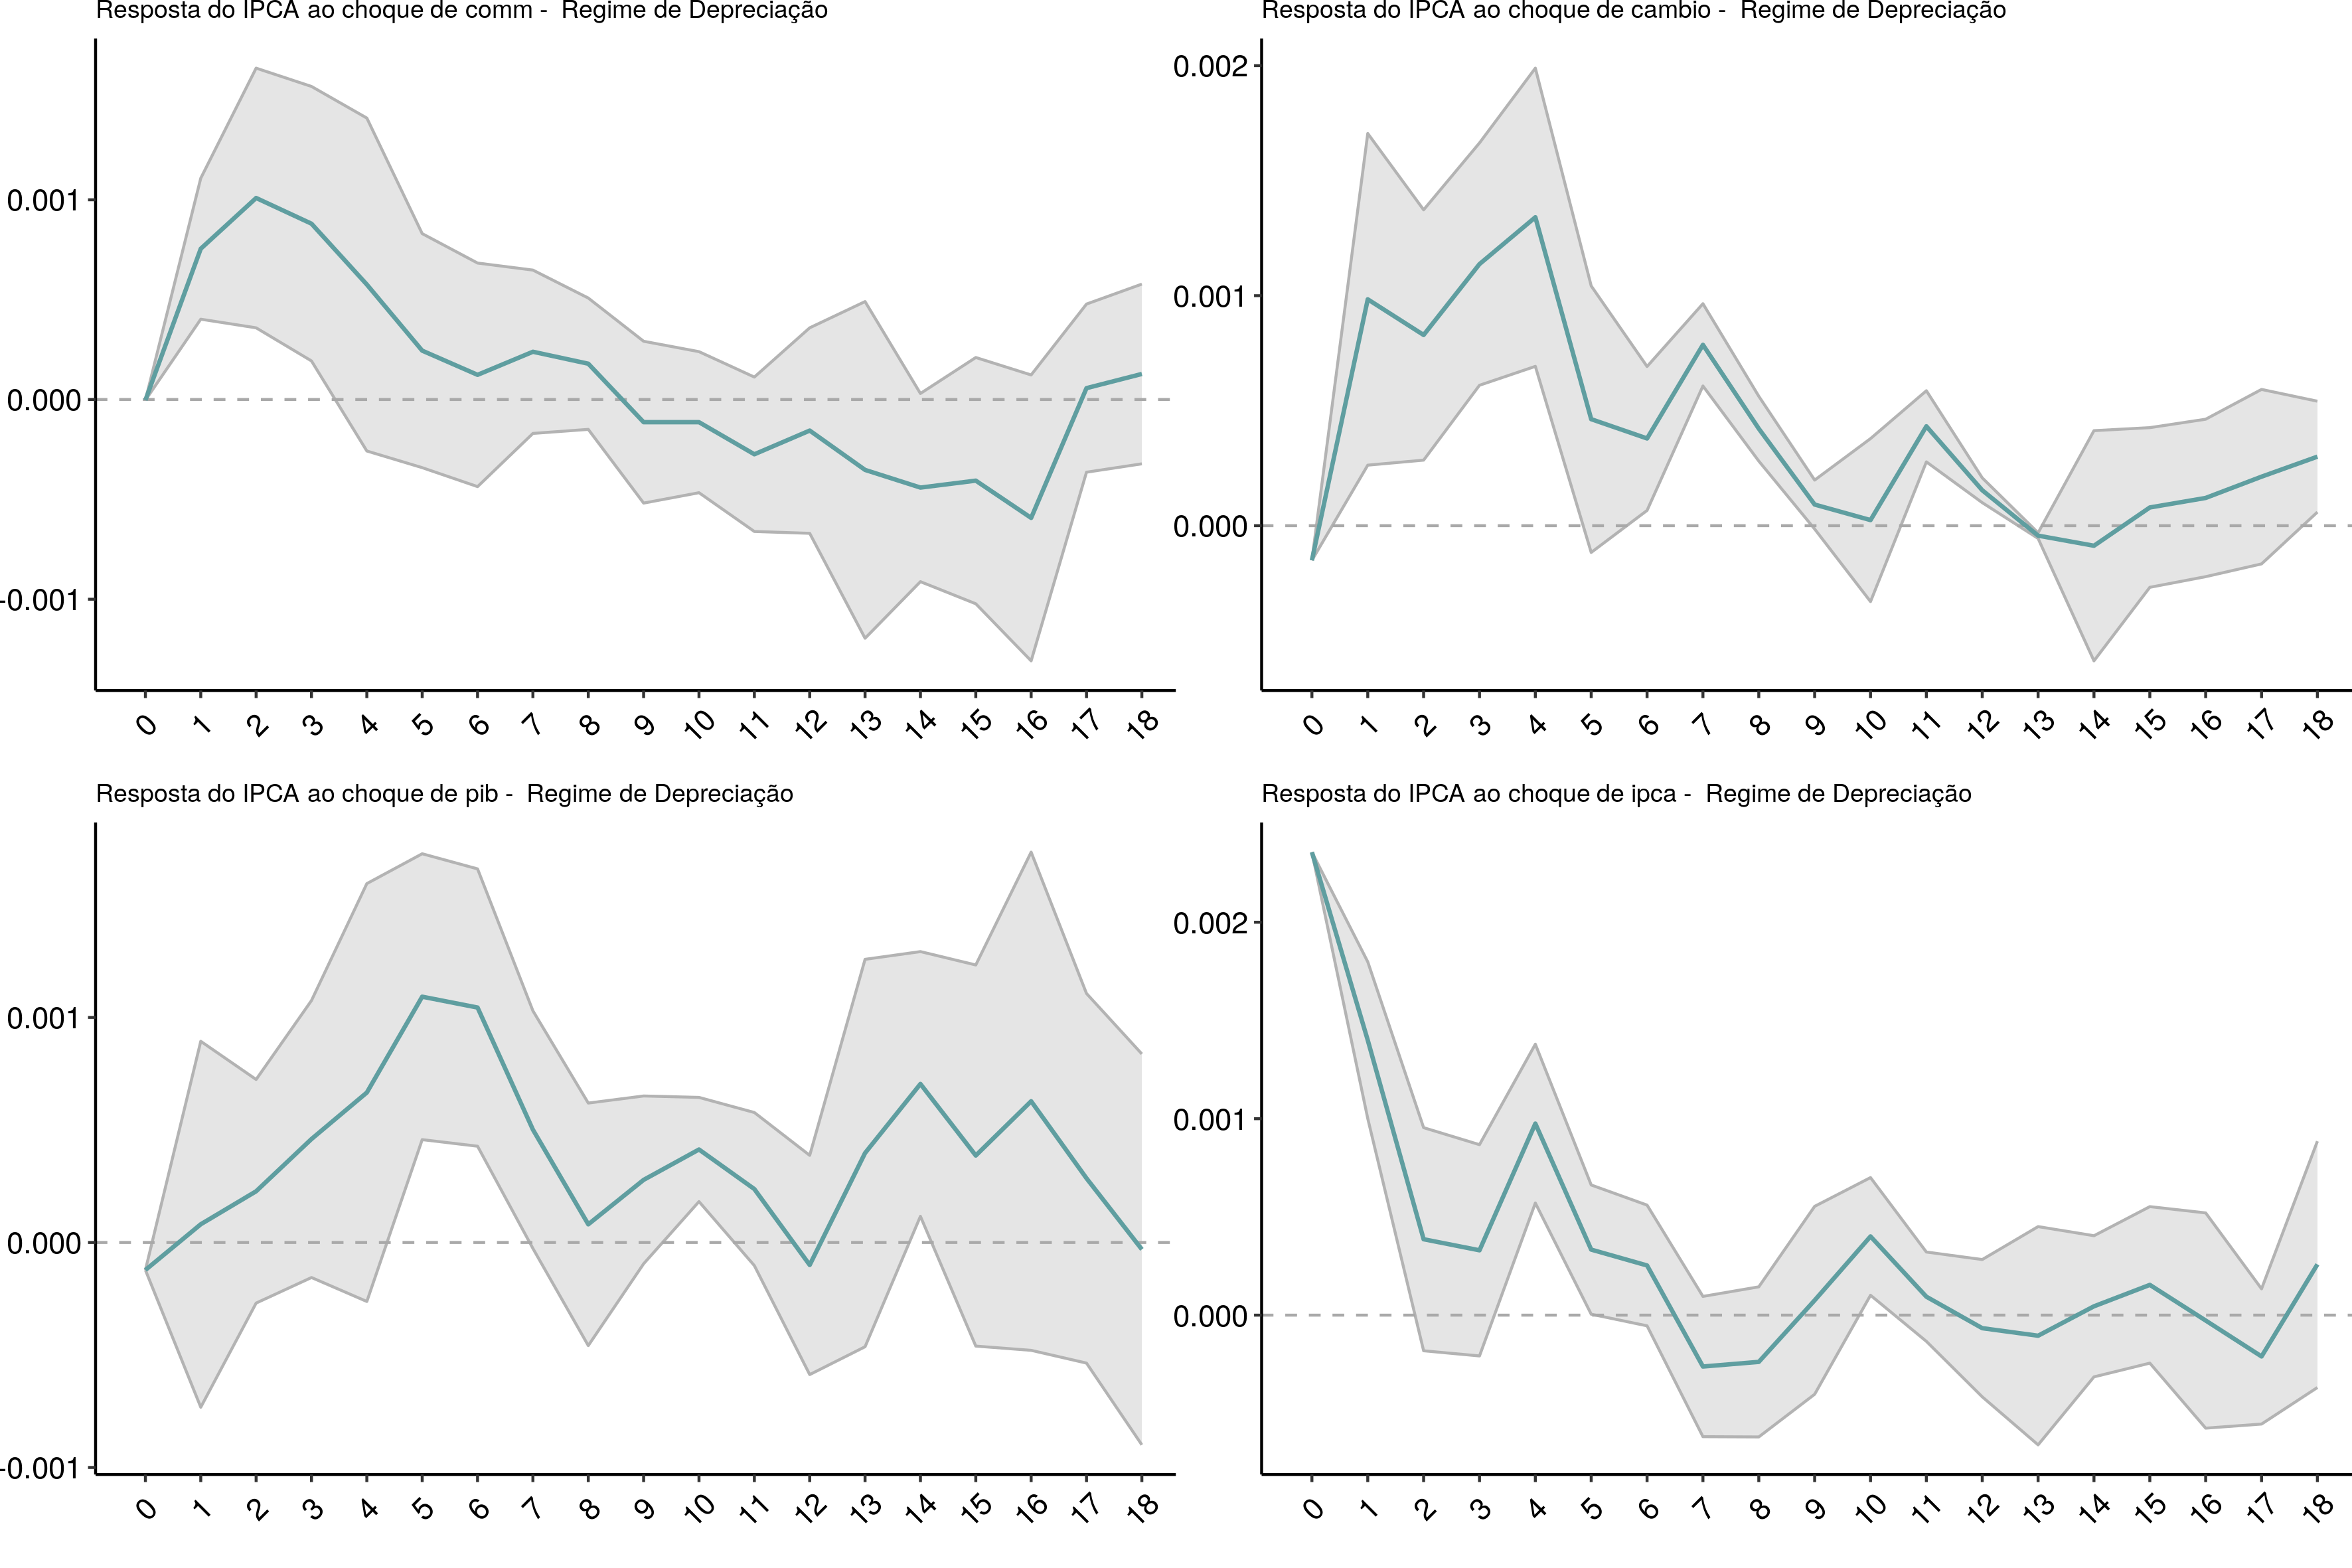 Resposta do IPCA ao choque de comm - Regime de Depreciação
0.001
0.000
-0.001
0 1 2 3 4 5 6 7 8 9 10 11 12 13 14 15 16 17 18
Resposta do IPCA ao choque de cambio - Regime de Depreciação
0.002
0.001
0.000
0 1 2 3 4 5 6 7 8 9 10 11 12 13 14 15 16 17 18
Resposta do IPCA ao choque de pib - Regime de Depreciação
0.001
0.000
-0.001
0 1 2 3 4 5 6 7 8 9 10 11 12 13 14 15 16 17 18
Resposta do IPCA ao choque de ipca - Regime de Depreciação
0.002
0.001
0.000
0 1 2 3 4 5 6 7 8 9 10 11 12 13 14 15 16 17 18